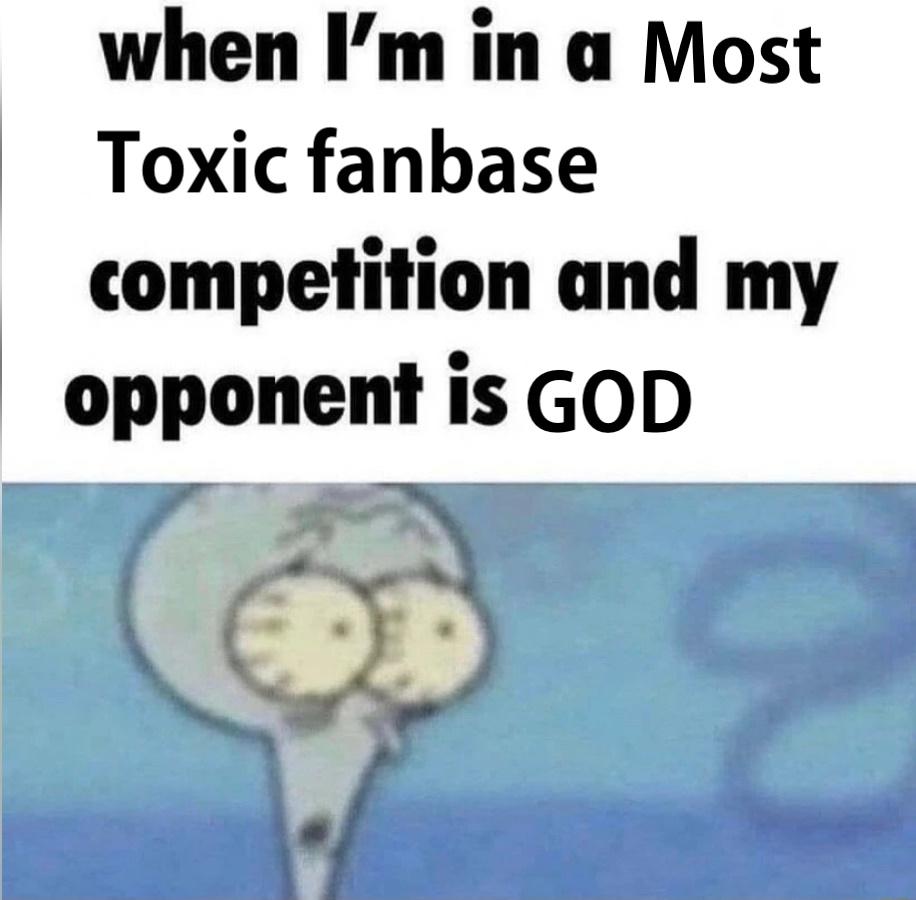 when I'm in a Most
Toxic fanbase
competition and my
opponent is GOD